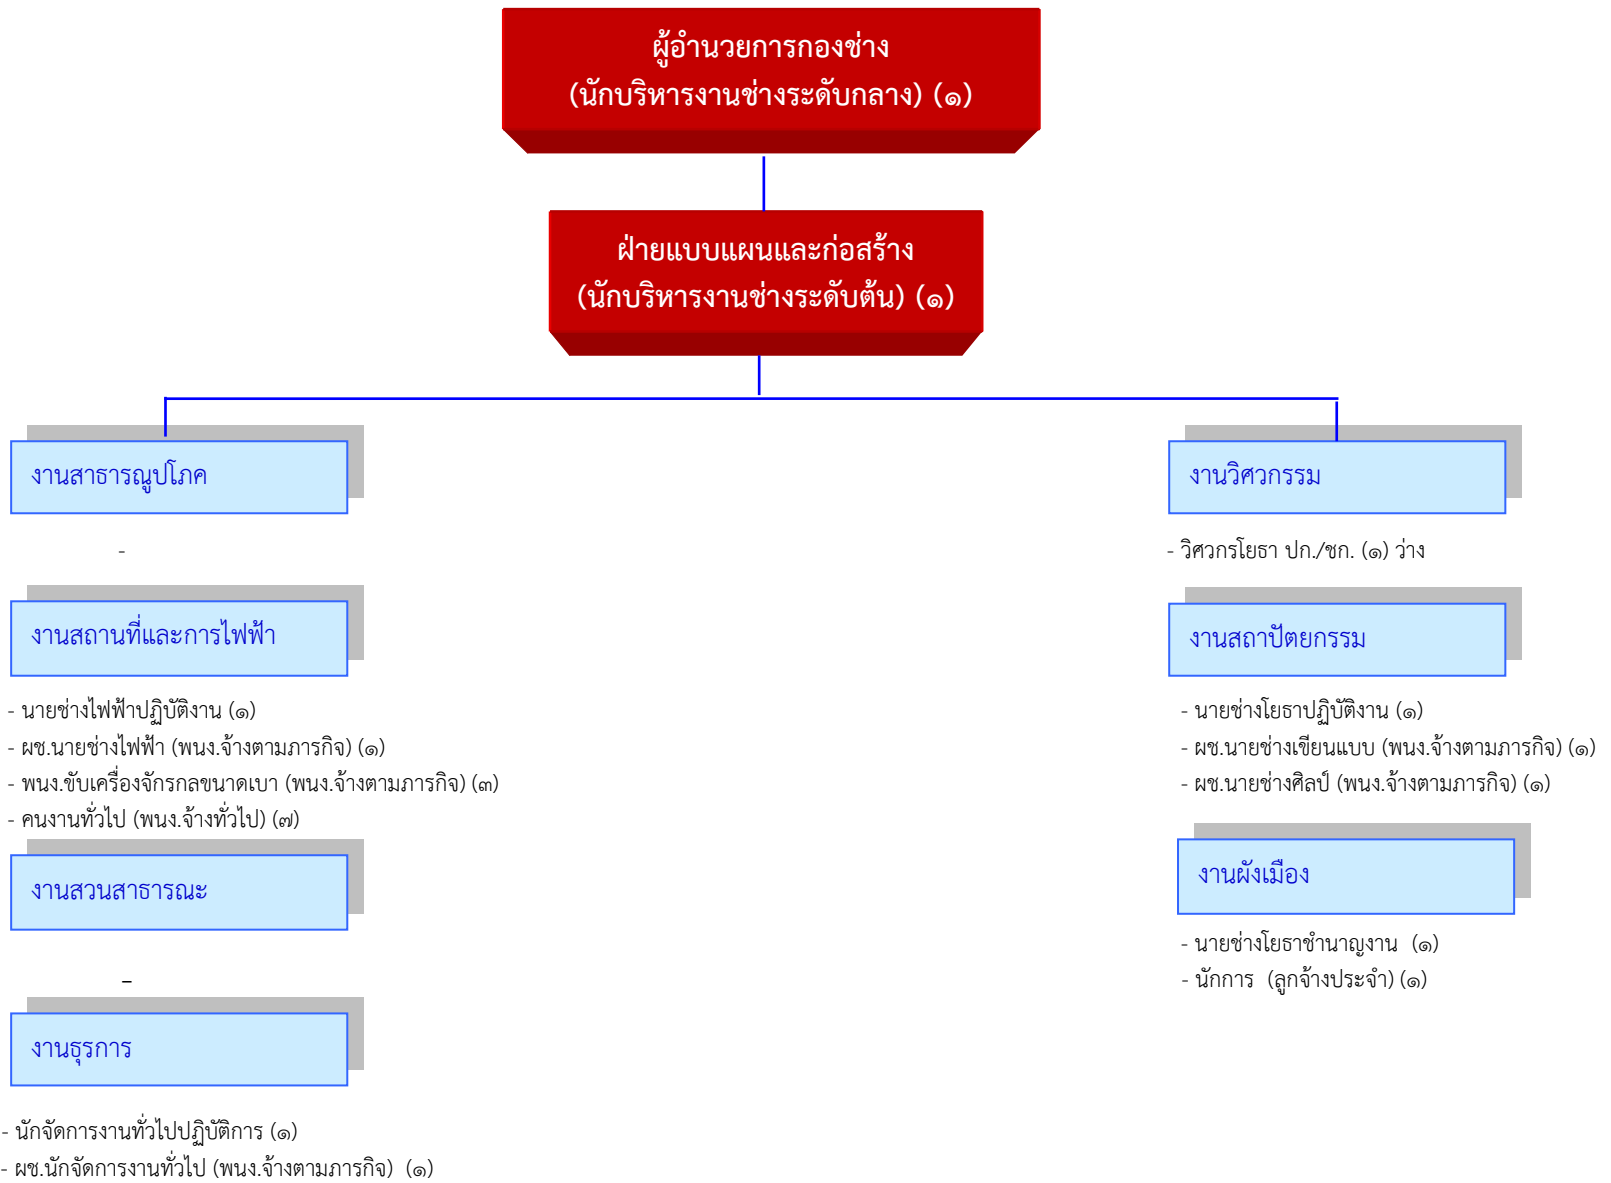 ผู้อำนวยการกองช่าง
(นักบริหารงานช่างระดับกลาง) (๑)
ฝ่ายแบบแผนและก่อสร้าง
(นักบริหารงานช่างระดับต้น) (๑)
งานสาธารณูปโภค
-
งานสถานที่และการไฟฟ้า
- นายช่างไฟฟ้าปฏิบัติงาน (๑)
- ผช.นายช่างไฟฟ้า (พนง.จ้างตามภารกิจ) (๑)
- พนง.ขับเครื่องจักรกลขนาดเบา (พนง.จ้างตามภารกิจ) (๓)
- คนงานทั่วไป (พนง.จ้างทั่วไป) (๗)
งานสวนสาธารณะ
-
งานธุรการ
- นักจัดการงานทั่วไปปฏิบัติการ (๑)
- ผช.นักจัดการงานทั่วไป (พนง.จ้างตามภารกิจ) (๑)
งานวิศวกรรม
- วิศวกรโยธา ปก./ชก. (๑) ว่าง
งานสถาปัตยกรรม
- นายช่างโยธาปฏิบัติงาน (๑)
- ผช.นายช่างเขียนแบบ (พนง.จ้างตามภารกิจ) (๑)
- ผช.นายช่างศิลป์ (พนง.จ้างตามภารกิจ) (๑)
งานผังเมือง
- นายช่างโยธาชำนาญงาน (๑)
- นักการ (ลูกจ้างประจำ) (๑)